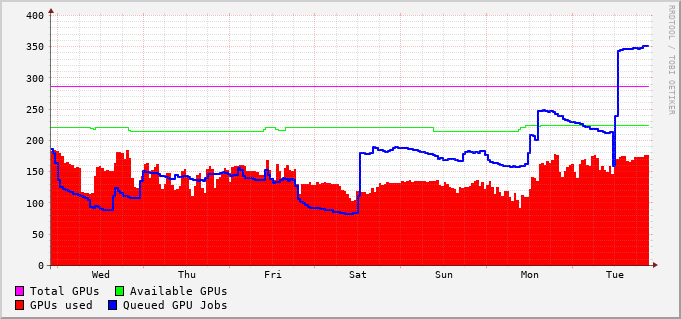 400
350
300
250
200
150
100
50
0
Wed Thu Fri Sat Sun Mon Tue
Total GPUs Available GPUs
GPUs used Queued GPU Jobs
RRDTOOL / TOBI OETIKER